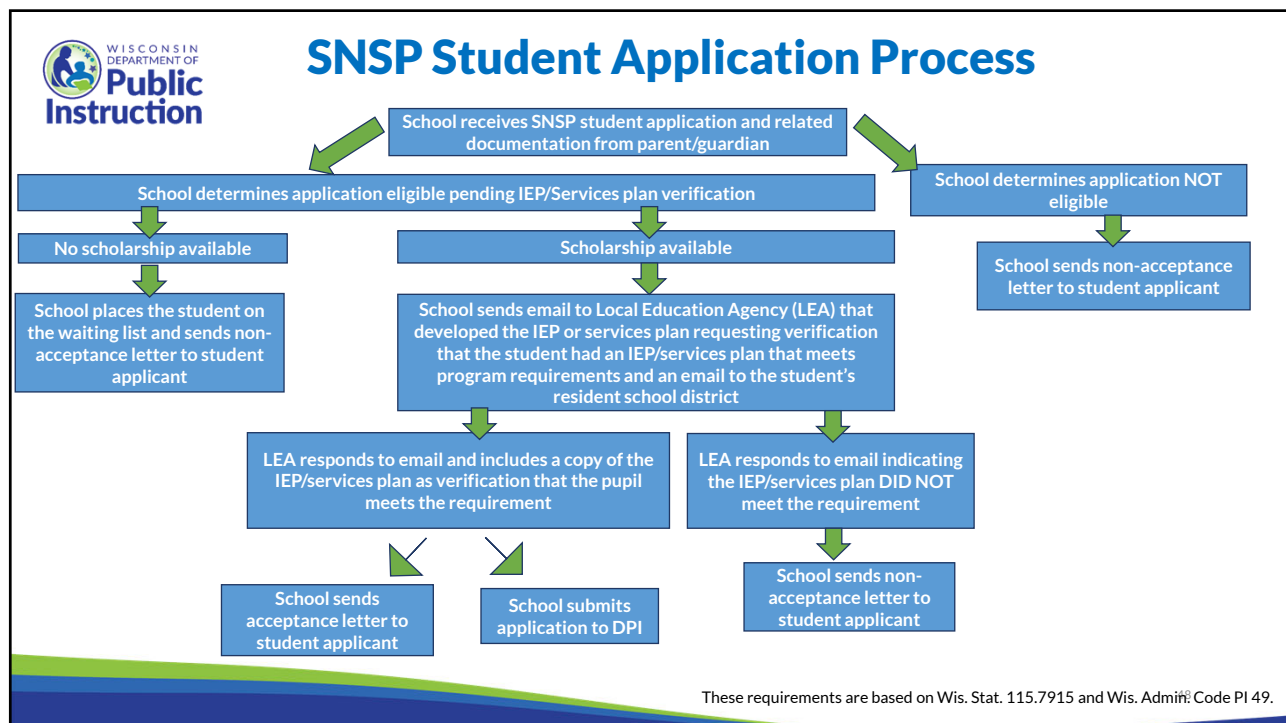 WISCONSIN
DEPARTMENT OF
Public
Instruction
SNSP Student Application Process
School receives SNSP student application and related
documentation from parent/guardian
School determines application eligible pending IEP/Services plan verification
School determines application NOT
eligible
No scholarship available
Scholarship available
School sends non-acceptance
letter to student applicant
School places the student on
the waiting list and sends non-
acceptance letter to student
applicant
School sends email to Local Education Agency (LEA) that
developed the IEP or services plan requesting verification
that the student had an IEP/services plan that meets
program requirements and an email to the student’s
resident school district
LEA responds to email and includes a copy of the
IEP/services plan as verification that the pupil
meets the requirement
LEA responds to email indicating
the IEP/services plan DID NOT
meet the requirement
School sends
acceptance letter to
student applicant
School submits
application to DPI
School sends non-
acceptance letter to
student applicant
These requirements are based on Wis. Stat. 115.7915 and Wis. Admin. Code PI 49.
48